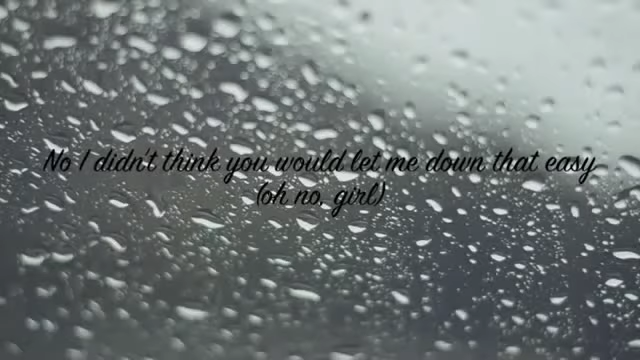 No I didn't think you would let me down that easy
(oh no, girl)